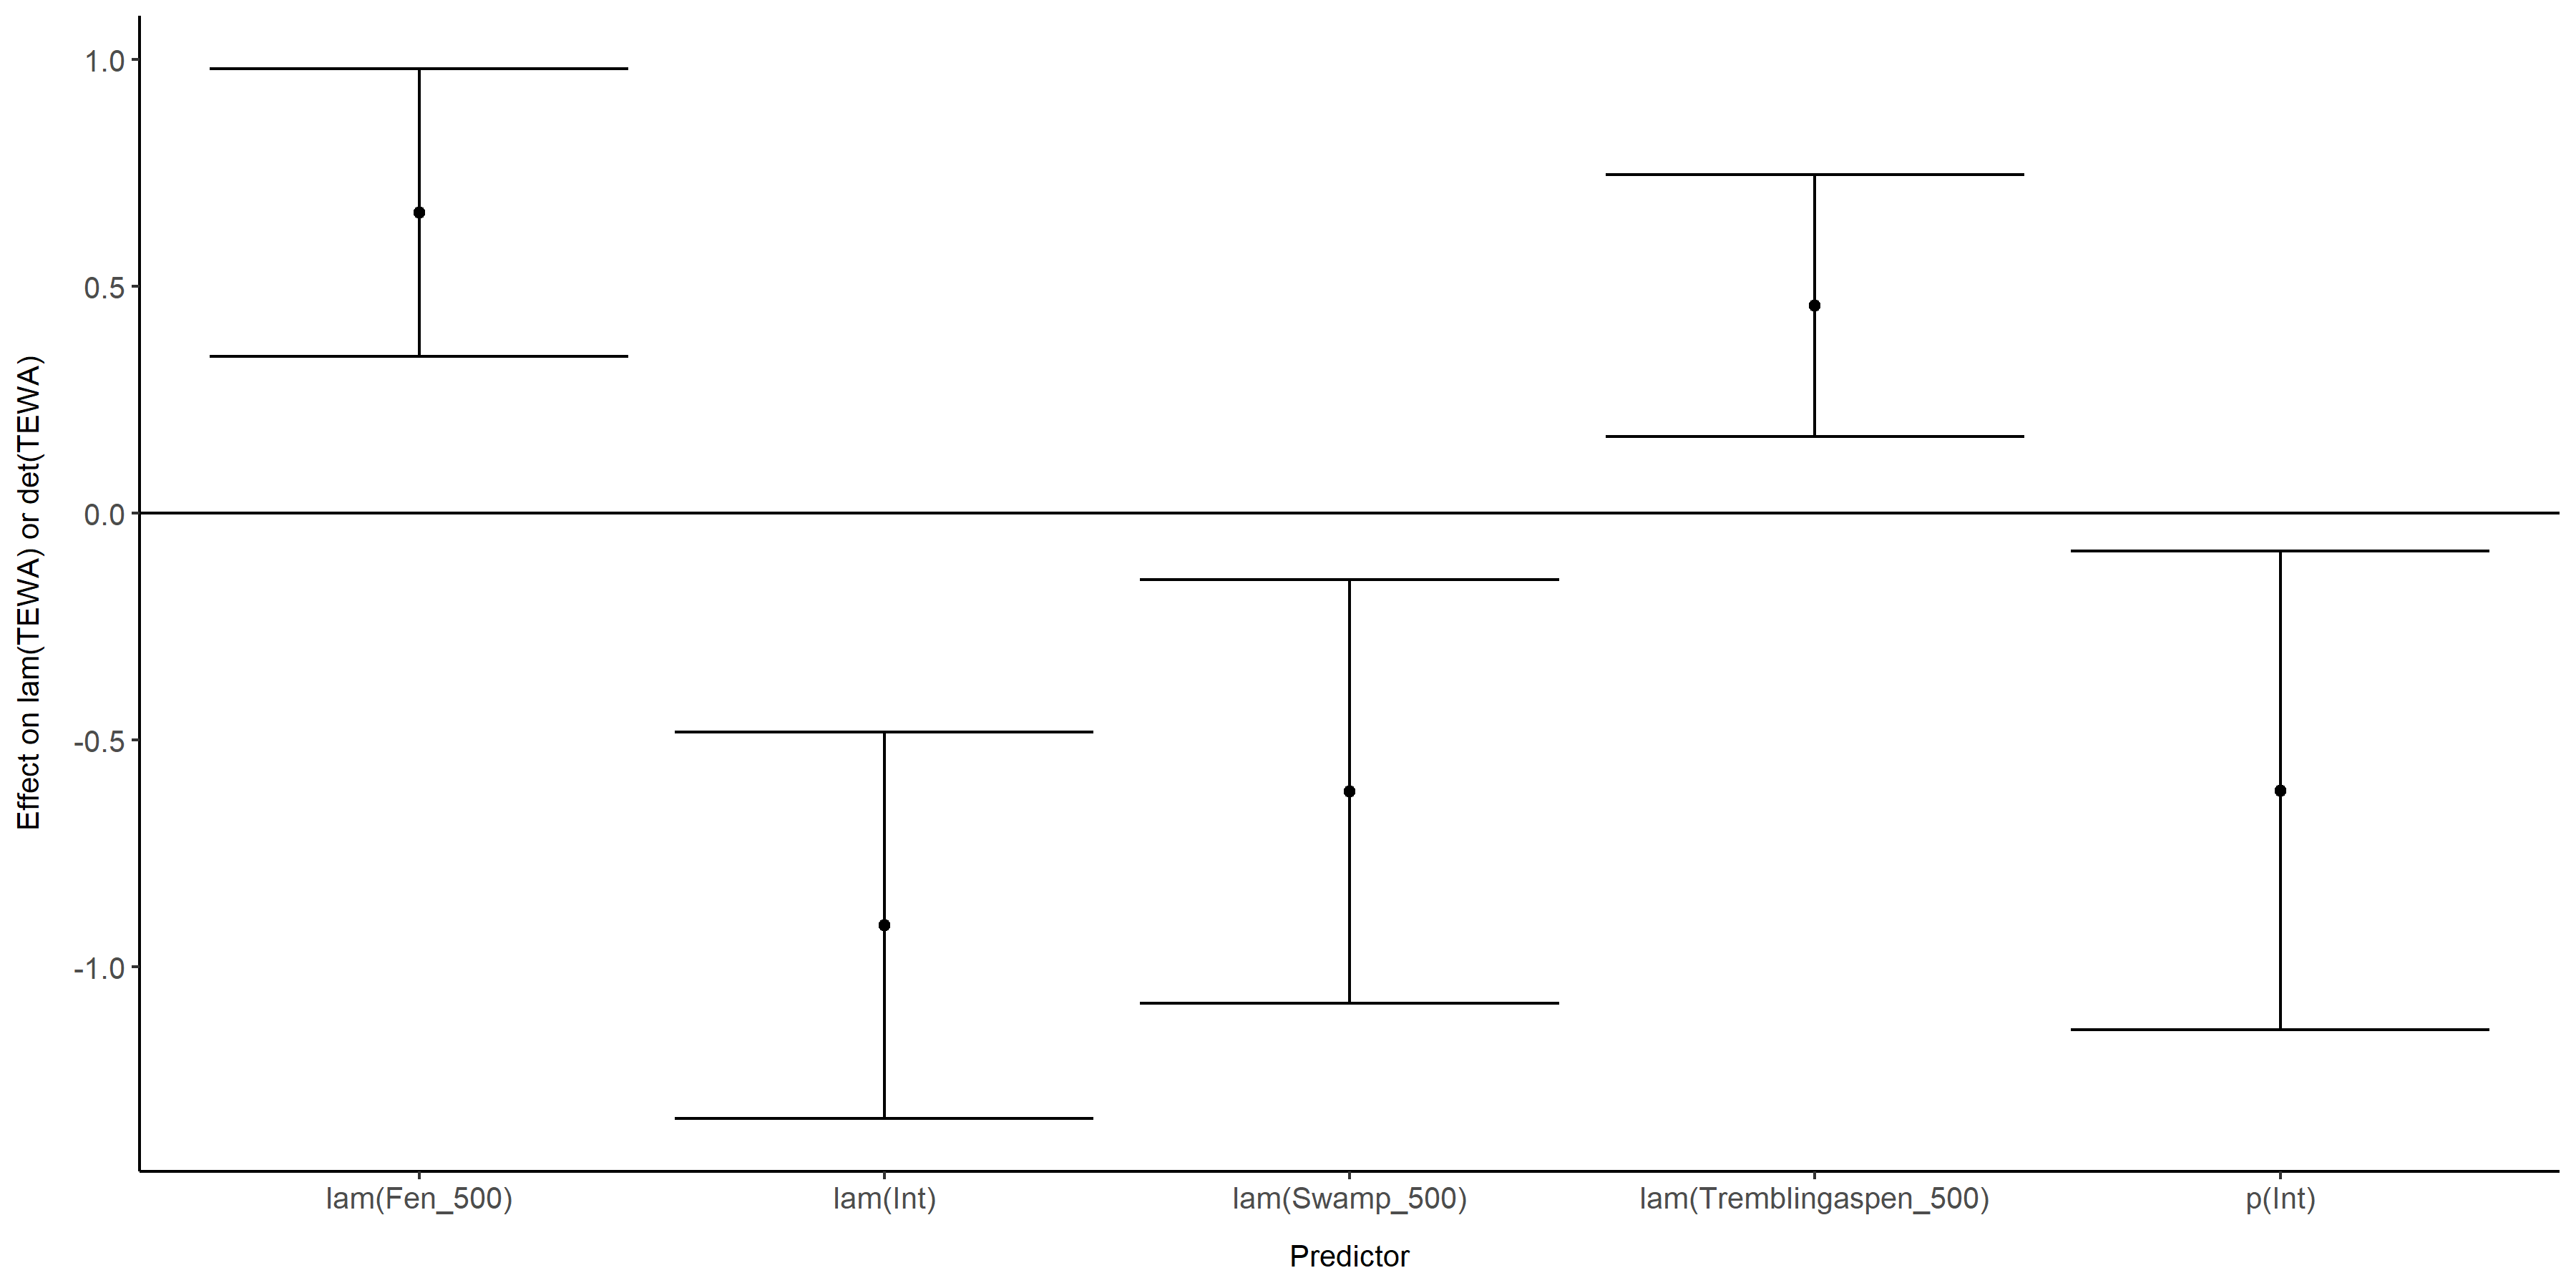 Effect on lam(TEWA) or det(TEWA)
1.0
0.5
0.0
-0.5
-1.0
lam(Fen_500)
lam(Int)
lam(Swamp_500)
lam(Tremblingaspen_500)
p(Int)
Predictor